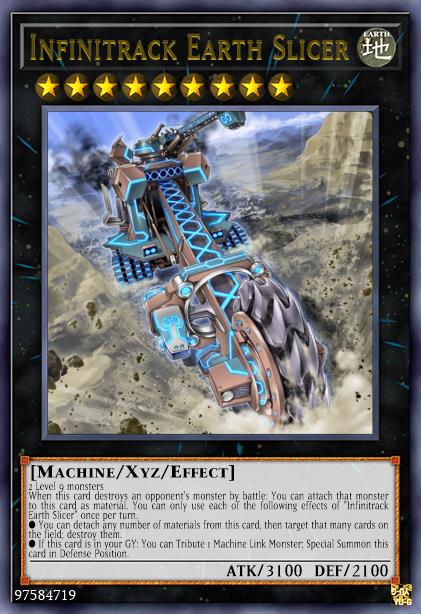 INFINITRACK EARTH SLICER
EARTH
地
[MACHINE/XYZ/EFFECT]
2 Level 9 monsters
When this card destroys an opponent's monster by battle: You can attach that monster
to this card as material. You can only use each of the following effects of "Infinitrack
Earth Slicer" once per turn.
● You can detach any number of materials from this card, then target that many cards on
the field; destroy them.
● If this card is in your GY: You can Tribute 1 Machine Link Monster; Special Summon this
card in Defense Position.
ATK/3100 DEF/2100
97584719